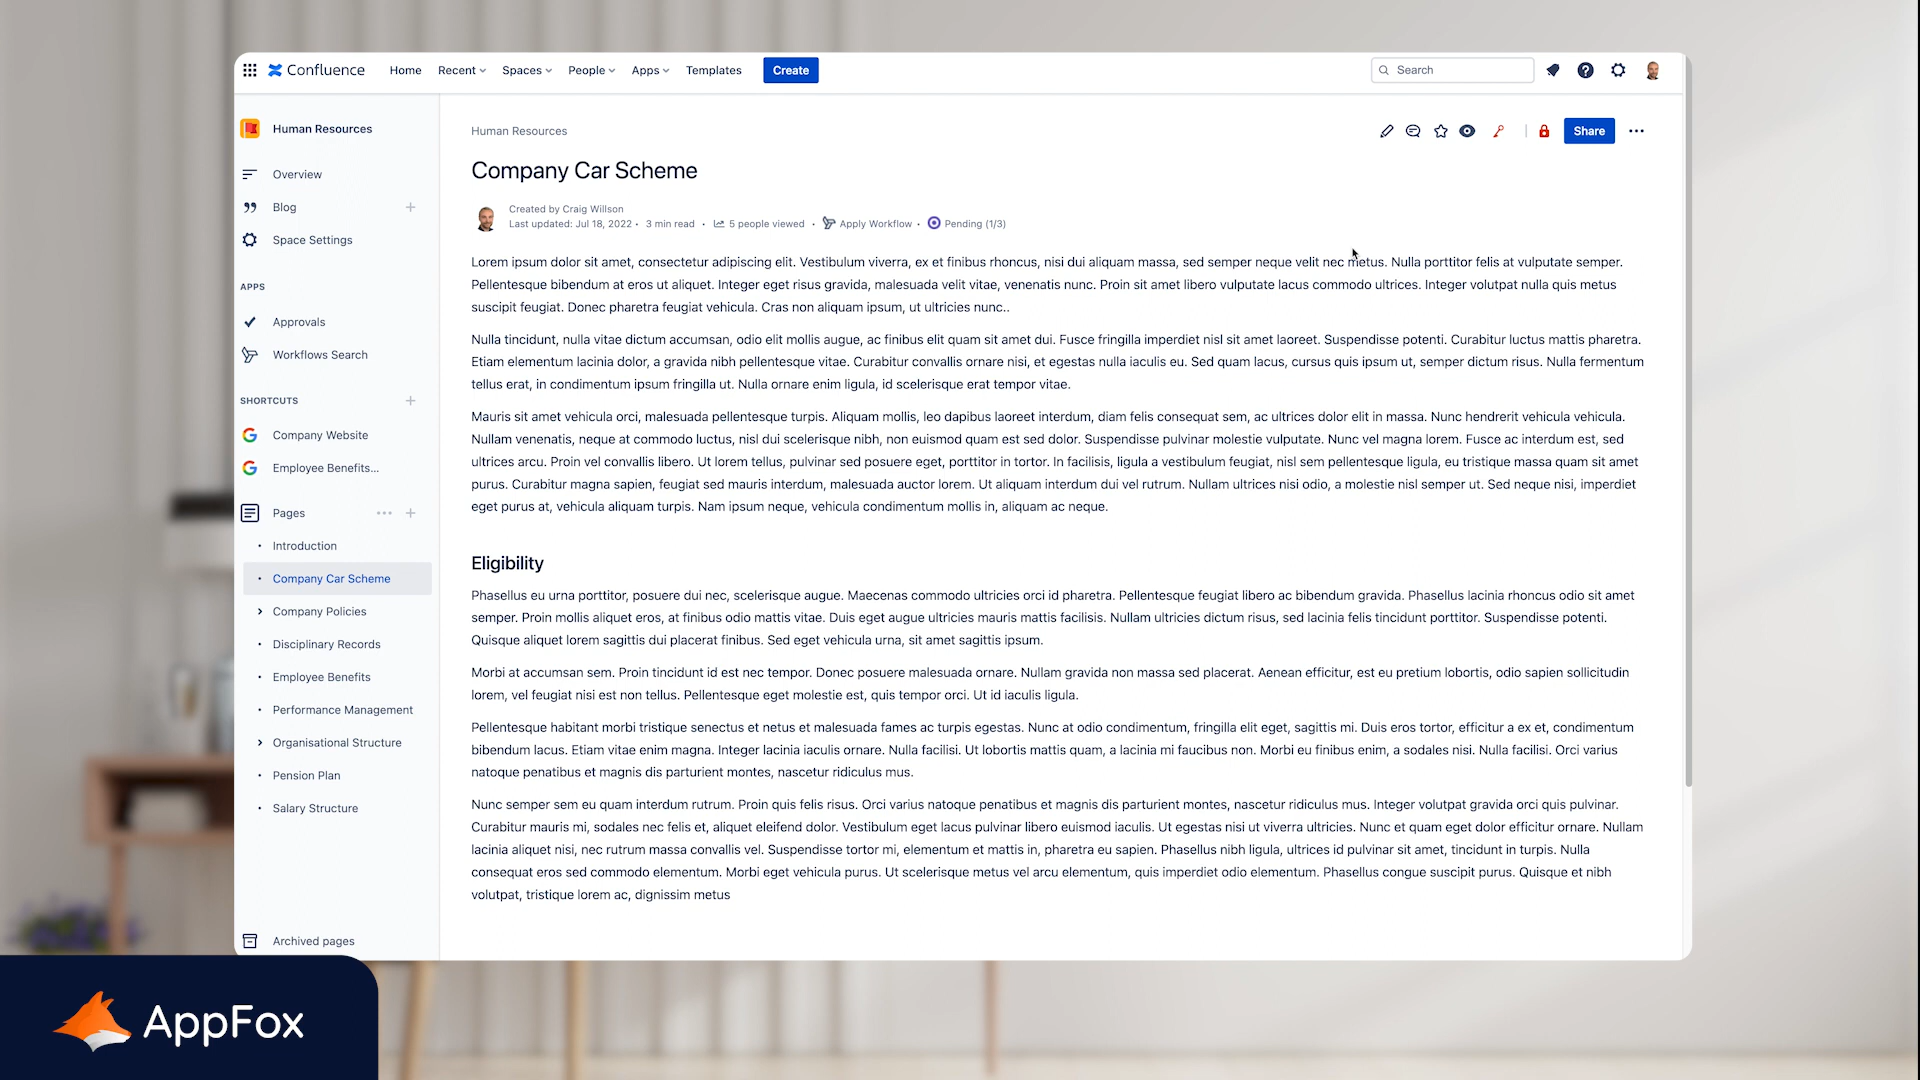 Confluence
Home
Recent
Spaces
People
Apps
Templates
Create
Search
Human Resources
Overview
Blog
Space Settings
APPS
Approvals
Workflows Search
SHORTCUTS
Company Website
Employee Benefits...
Pages
Introduction
Company Car Scheme
Company Policies
Disciplinary Records
Employee Benefits
Performance Management
Organisational Structure
Pension Plan
Salary Structure
Archived pages
Human Resources
Share
Company Car Scheme
Created by Craig Willson
Last updated: Jul 18, 2022 • 3 min read • 5 people viewed • Apply Workflow • Pending (1/3)
Lorem ipsum dolor sit amet, consectetur adipiscing elit. Vestibulum viverra, ex et finibus rhoncus, nisi dui aliquam massa, sed semper neque velit nec metus. Nulla porttitor felis at vulputate semper.
Pellentesque bibendum at eros ut aliquet. Integer eget risus gravida, malesuada velit vitae, venenatis nunc. Proin sit amet libero vulputate lacus commodo ultrices. Integer volutpat nulla quis metus
suscipit feugiat. Donec pharetra feugiat vehicula. Cras non aliquam ipsum, ut ultricies nunc..
Nulla tincidunt, nulla vitae dictum accumsan, odio elit mollis augue, ac finibus elit quam sit amet dui. Fusce fringilla imperdiet nisl sit amet laoreet. Suspendisse potenti. Curabitur luctus mattis pharetra.
Etiam elementum lacinia dolor, a gravida nibh pellentesque vitae. Curabitur convallis ornare nisi, et egestas nulla iaculis eu. Sed quam lacus, cursus quis ipsum ut, semper dictum risus. Nulla fermentum
tellus erat, in condimentum ipsum fringilla ut. Nulla ornare enim ligula, id scelerisque erat tempor vitae.
Mauris sit amet vehicula orci, malesuada pellentesque turpis. Aliquam mollis, leo dapibus laoreet interdum, diam felis consequat sem, ac ultrices dolor elit in massa. Nunc hendrerit vehicula vehicula.
Nullam venenatis, neque at commodo luctus, nisl dui scelerisque nibh, non euismod quam est sed dolor. Suspendisse pulvinar molestie vulputate. Nunc vel magna lorem. Fusce ac interdum est, sed
ultrices arcu. Proin vel convallis libero. Ut lorem tellus, pulvinar sed posuere eget, porttitor in tortor. In facilisis, ligula a vestibulum feugiat, nisl sem pellentesque ligula, eu tristique massa quam sit amet
purus. Curabitur magna sapien, feugiat sed mauris interdum, malesuada auctor lorem. Ut aliquam interdum dui vel rutrum. Nullam ultrices nisi odio, a molestie nisl semper ut. Sed neque nisi, imperdiet
eget purus at, vehicula aliquam turpis. Nam ipsum neque, vehicula condimentum mollis in, aliquam ac neque.
Eligibility
Phasellus eu urna porttitor, posuere dui nec, scelerisque augue. Maecenas commodo ultricies orci id pharetra. Pellentesque feugiat libero ac bibendum gravida. Phasellus lacinia rhoncus odio sit amet
semper. Proin mollis aliquet eros, at finibus odio mattis vitae. Duis eget augue ultricies mauris mattis facilisis. Nullam ultricies dictum risus, sed lacinia felis tincidunt porttitor. Suspendisse potenti.
Quisque aliquet lorem sagittis dui placerat finibus. Sed eget vehicula urna, sit amet sagittis ipsum.
Morbi at accumsan sem. Proin tincidunt id est nec tempor. Donec posuere malesuada ornare. Nullam gravida non massa sed placerat. Aenean efficitur, est eu pretium lobortis, odio sapien sollicitudin
lorem, vel feugiat nisi est non tellus. Pellentesque eget molestie est, quis tempor orci. Ut id iaculis ligula.
Pellentesque habitant morbi tristique senectus et netus et malesuada fames ac turpis egestas. Nunc at odio condimentum, fringilla elit eget, sagittis mi. Duis eros tortor, efficitur a ex et, condimentum
bibendum lacus. Etiam vitae enim magna. Integer lacinia iaculis ornare. Nulla facilisi. Ut lobortis mattis quam, a lacinia mi faucibus non. Morbi eu finibus enim, a sodales nisi. Nulla facilisi. Orci varius
natoque penatibus et magnis dis parturient montes, nascetur ridiculus mus.
Nunc semper sem eu quam interdum rutrum. Proin quis felis risus. Orci varius natoque penatibus et magnis dis parturient montes, nascetur ridiculus mus. Integer volutpat gravida orci quis pulvinar.
Curabitur mauris mi, sodales nec felis et, aliquet eleifend dolor. Vestibulum eget lacus pulvinar libero euismod iaculis. Ut egestas nisi ut viverra ultricies. Nunc et quam eget dolor efficitur ornare. Nullam
lacinia aliquet nisi, nec rutrum massa convallis vel. Suspendisse tortor mi, elementum et mattis in, pharetra eu sapien. Phasellus nibh ligula, ultrices id pulvinar sit amet, tincidunt in turpis. Nulla
consequat eros sed commodo elementum. Morbi eget vehicula purus. Ut scelerisque metus vel arcu elementum, quis imperdiet odio elementum. Phasellus congue suscipit purus. Quisque et nibh
volutpat, tristique lorem ac, dignissim metus
AppFox